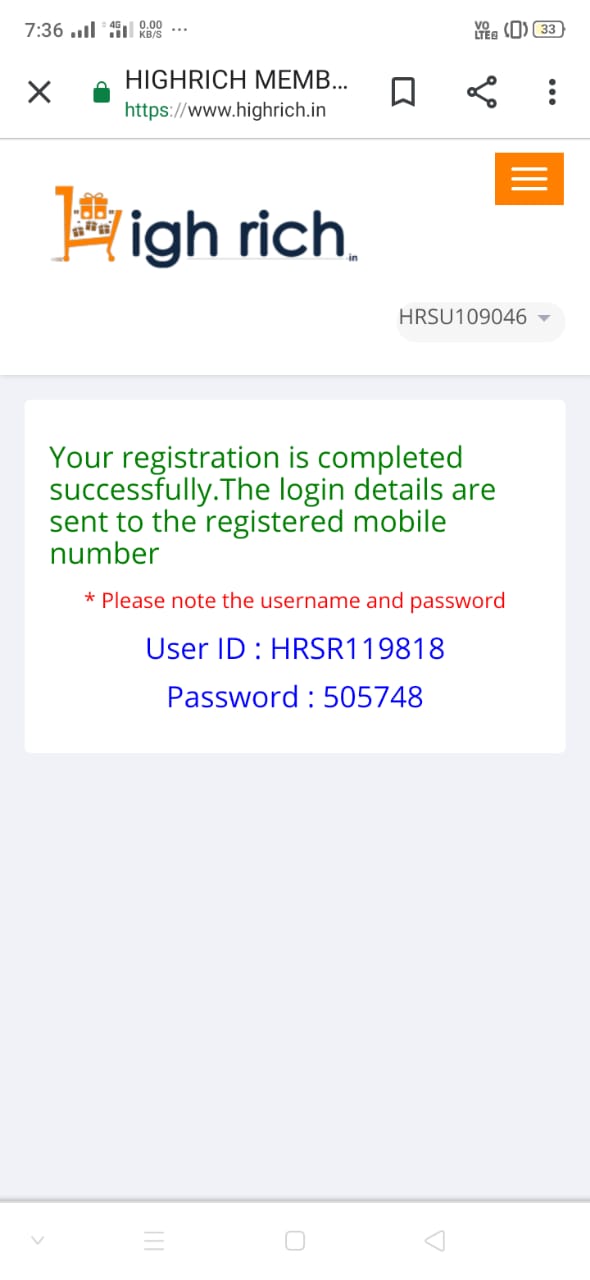 7:36 4G 0.00 KB/S ... VO LTE 33
HIGHRICH MEMB...
https://www.highrich.in
High rich.in
HRSU109046
Your registration is completed
successfully.The login details are
sent to the registered mobile
number
* Please note the username and password
User ID : HRSR119818
Password : 505748